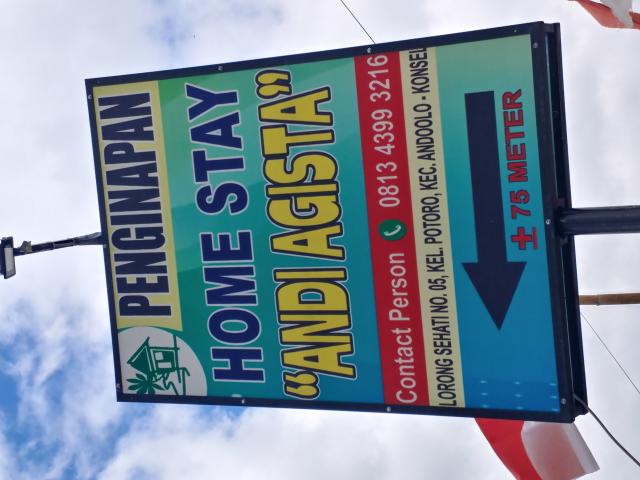 PENGINAPAN
HOME STAY
“ANDI AGISTA”
Contact Person 0813 4399 3216
LORONG SEHATI NO. 05, KEL. POTORO, KEC. ANDOOLO - KONSEL
± 75 METER